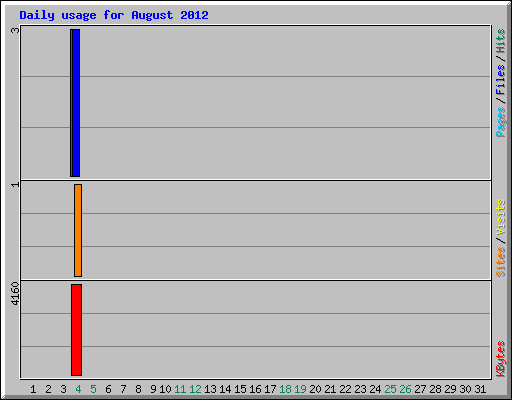 Daily usage for August 2012
3
1
4160
Pages / Files / Hits
Sites / Visits
KBytes
1 2 3 4 5 6 7 8 9 10 11 12 13 14 15 16 17 18 19 20 21 22 23 24 25 26 27 28 29 30 31